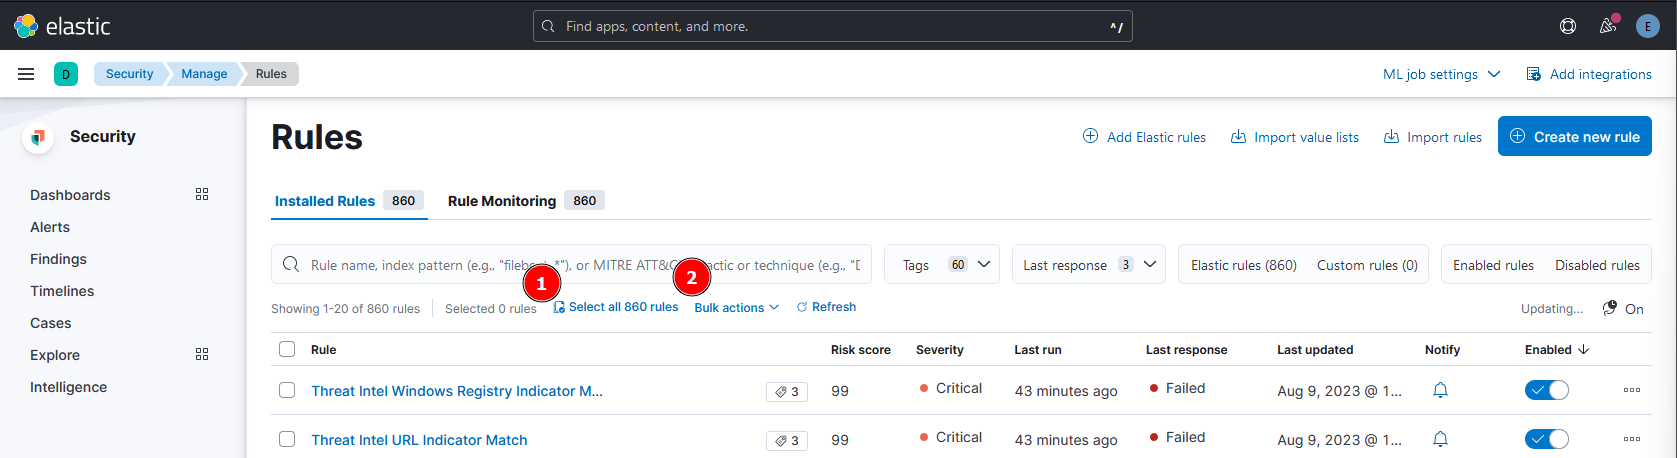 elastic
Find apps, content, and more.
^/
E
D
Security
Manage
Rules
ML job settings
Add integrations
Security
Dashboards
Alerts
Findings
Timelines
Cases
Explore
Intelligence
Rules
Add Elastic rules
Import value lists
Import rules
Create new rule
Installed Rules 860
Rule Monitoring 860
Rule name, index pattern (e.g., "filebeat-*"), or MITRE ATT&C tactic or technique (e.g., "D
Tags 60
Last response 3
Elastic rules (860)
Custom rules (0)
Enabled rules
Disabled rules
1
2
Showing 1-20 of 860 rules
Selected 0 rules
Select all 860 rules
Bulk actions
Refresh
Updating...
On
Rule Risk score Severity Last run Last response Last updated Notify Enabled
Threat Intel Windows Registry Indicator M... 3 99 Critical 43 minutes ago Failed Aug 9, 2023 @ 1...
Threat Intel URL Indicator Match 3 99 Critical 43 minutes ago Failed Aug 9, 2023 @ 1...